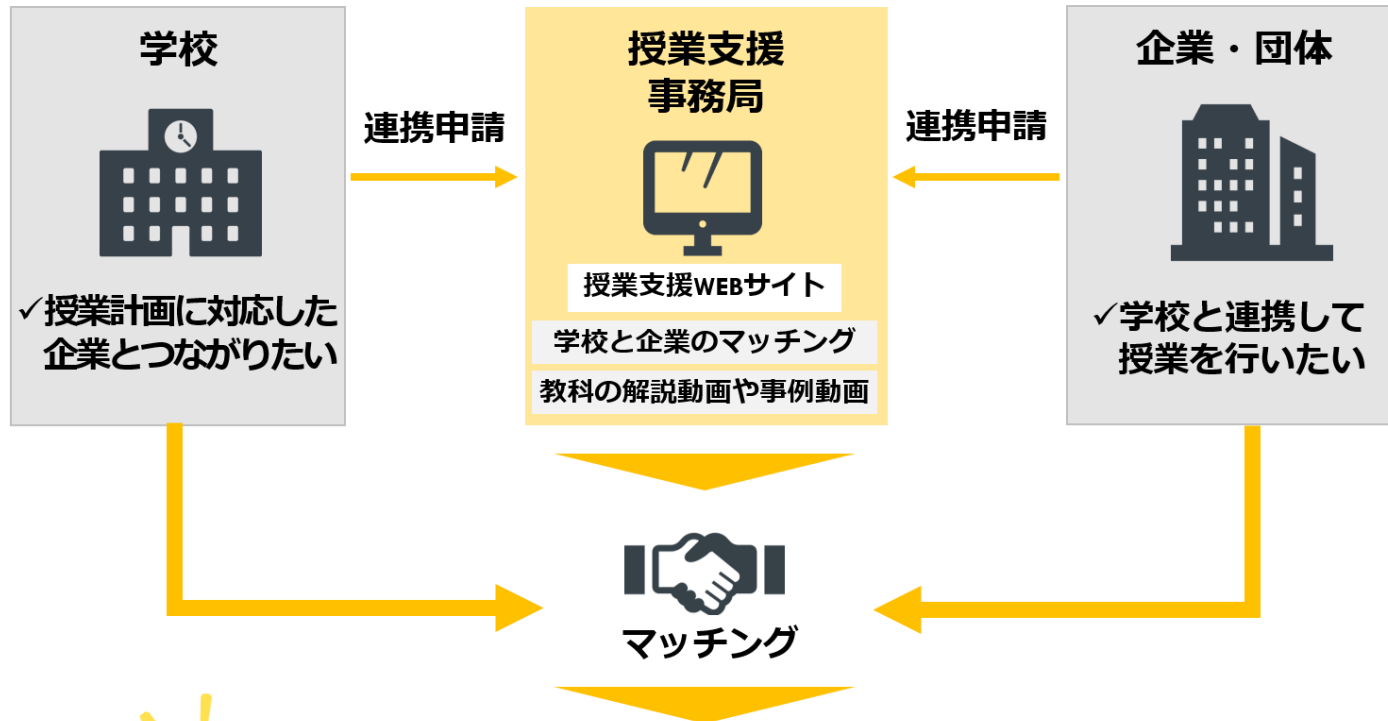 学校
連携申請
✓授業計画に対応した
企業とつながりたい
授業支援
事務局
授業支援WEBサイト
学校と企業のマッチング
教科の解説動画や事例動画
企業・団体
連携申請
✓学校と連携して
授業を行いたい
マッチング